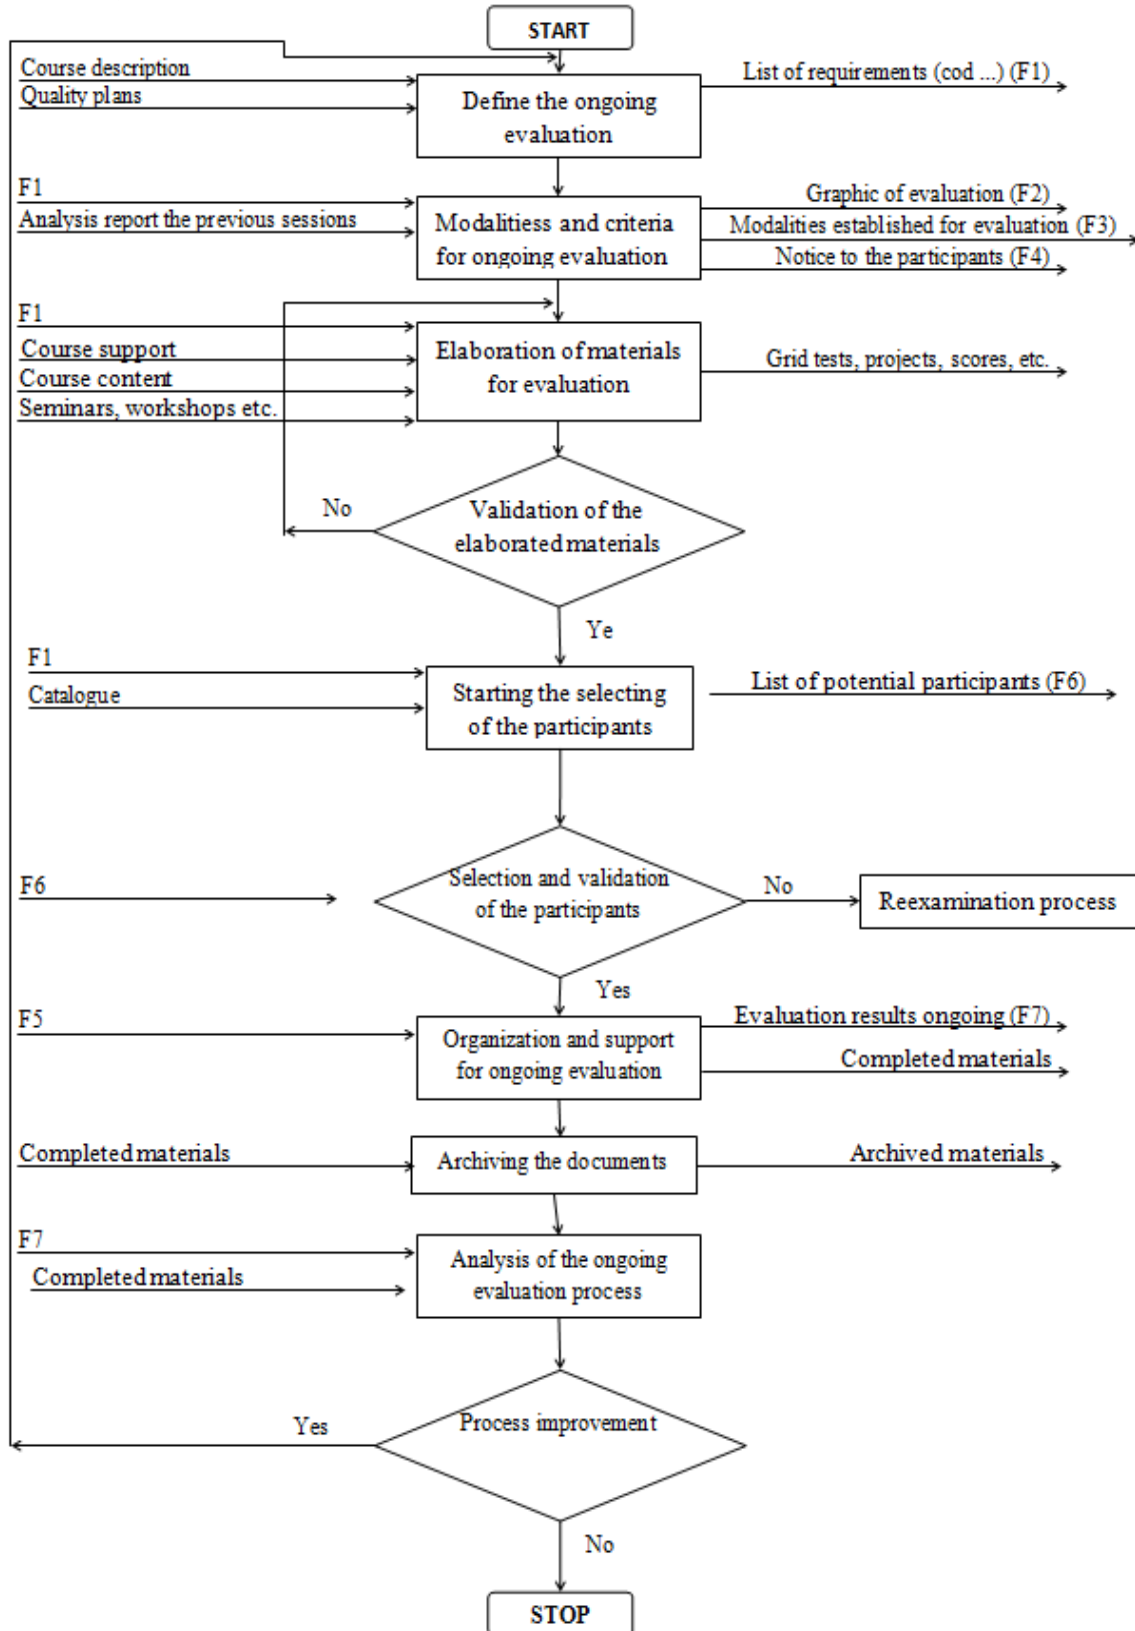 START
Course description
Quality plans
Define the ongoing
evaluation
List of requirements (cod ...) (F1)
F1
Analysis report the previous sessions
Modalitiess and criteria
for ongoing evaluation
Graphic of evaluation (F2)
Modalities established for evaluation (F3)
Notice to the participants (F4)
F1
Course support
Course content
Seminars, workshops etc.
Elaboration of materials
for evaluation
Grid tests, projects, scores, etc.
No
Validation of the
elaborated materials
Ye
F1
Catalogue
Starting the selecting
of the participants
List of potential participants (F6)
F6
Selection and validation
of the participants
No
Reexamination process
Yes
F5
Organization and support
for ongoing evaluation
Evaluation results ongoing (F7)
Completed materials
Completed materials
Archiving the documents
Archived materials
F7
Completed materials
Analysis of the ongoing
evaluation process
Yes
Process improvement
No
STOP